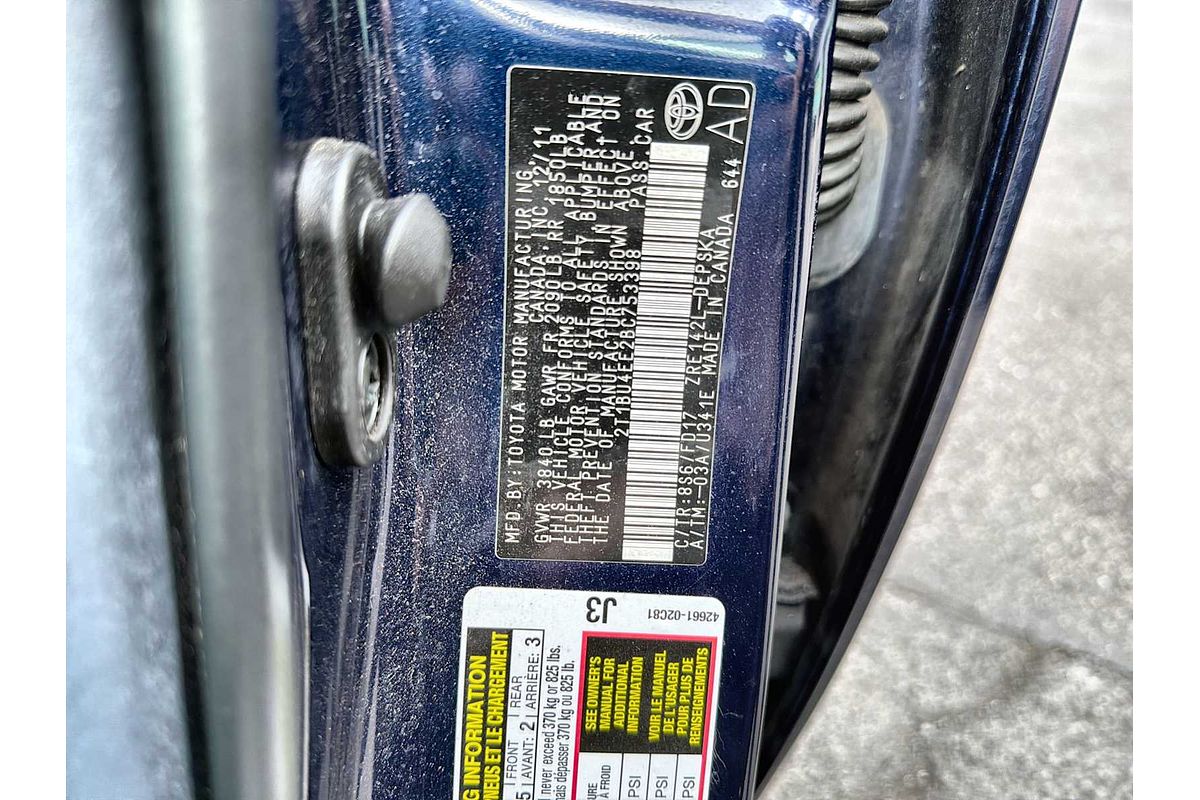 MFD. BY: TOYOTA MOTOR MANUFACTURING,
CANADA, INC. 12/11
GVWR 3840LB GAWR FR 2090LB RR 1850LB
THIS VEHICLE CONFORMS TO ALL APPLICABLE
FEDERAL MOTOR VEHICLE SAFETY, BUMPER, AND
THEFT PREVENTION STANDARDS IN EFFECT ON
THE DATE OF MANUFACTURE SHOWN ABOVE.
2T1BU4EE2BC753398 PASS. CAR
C/TR: 8S6/FD17 ZRE142L-DEPSKA 644
A/TM: -03A/U341E MADE IN CANADA
AD
INFORMATION
ET LE CHARGEMENT
FRONT REAR
5 AVANT: 2 ARRIÈRE: 3
never exceed 370 kg or 825 lbs.
dépasser 370 kg ou 825 lb.
J3
SEE OWNER'S
MANUAL FOR
ADDITIONAL
INFORMATION
VOIR LE MANUEL
DE L'USAGER
POUR PLUS DE
RENSEIGNEMENTS
À FROID
PSI
PSI
PSI
42661-02C81